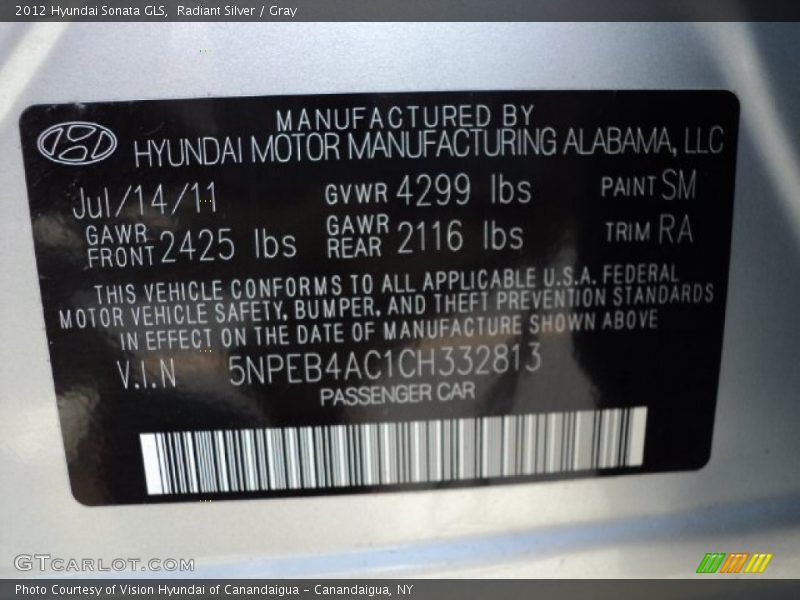 2012 Hyundai Sonata GLS, Radiant Silver / Gray
MANUFACTURED BY
HYUNDAI MOTOR MANUFACTURING ALABAMA, LLC
Jul/14/11 GVWR 4299 lbs PAINT SM
GAWR FRONT 2425 lbs GAWR REAR 2116 lbs TRIM RA
THIS VEHICLE CONFORMS TO ALL APPLICABLE U.S.A. FEDERAL
MOTOR VEHICLE SAFETY, BUMPER, AND THEFT PREVENTION STANDARDS
IN EFFECT ON THE DATE OF MANUFACTURE SHOWN ABOVE
V.I.N 5NPEB4AC1CH332813
PASSENGER CAR
GTCARLOT.COM
Photo Courtesy of Vision Hyundai of Canandaigua - Canandaigua, NY